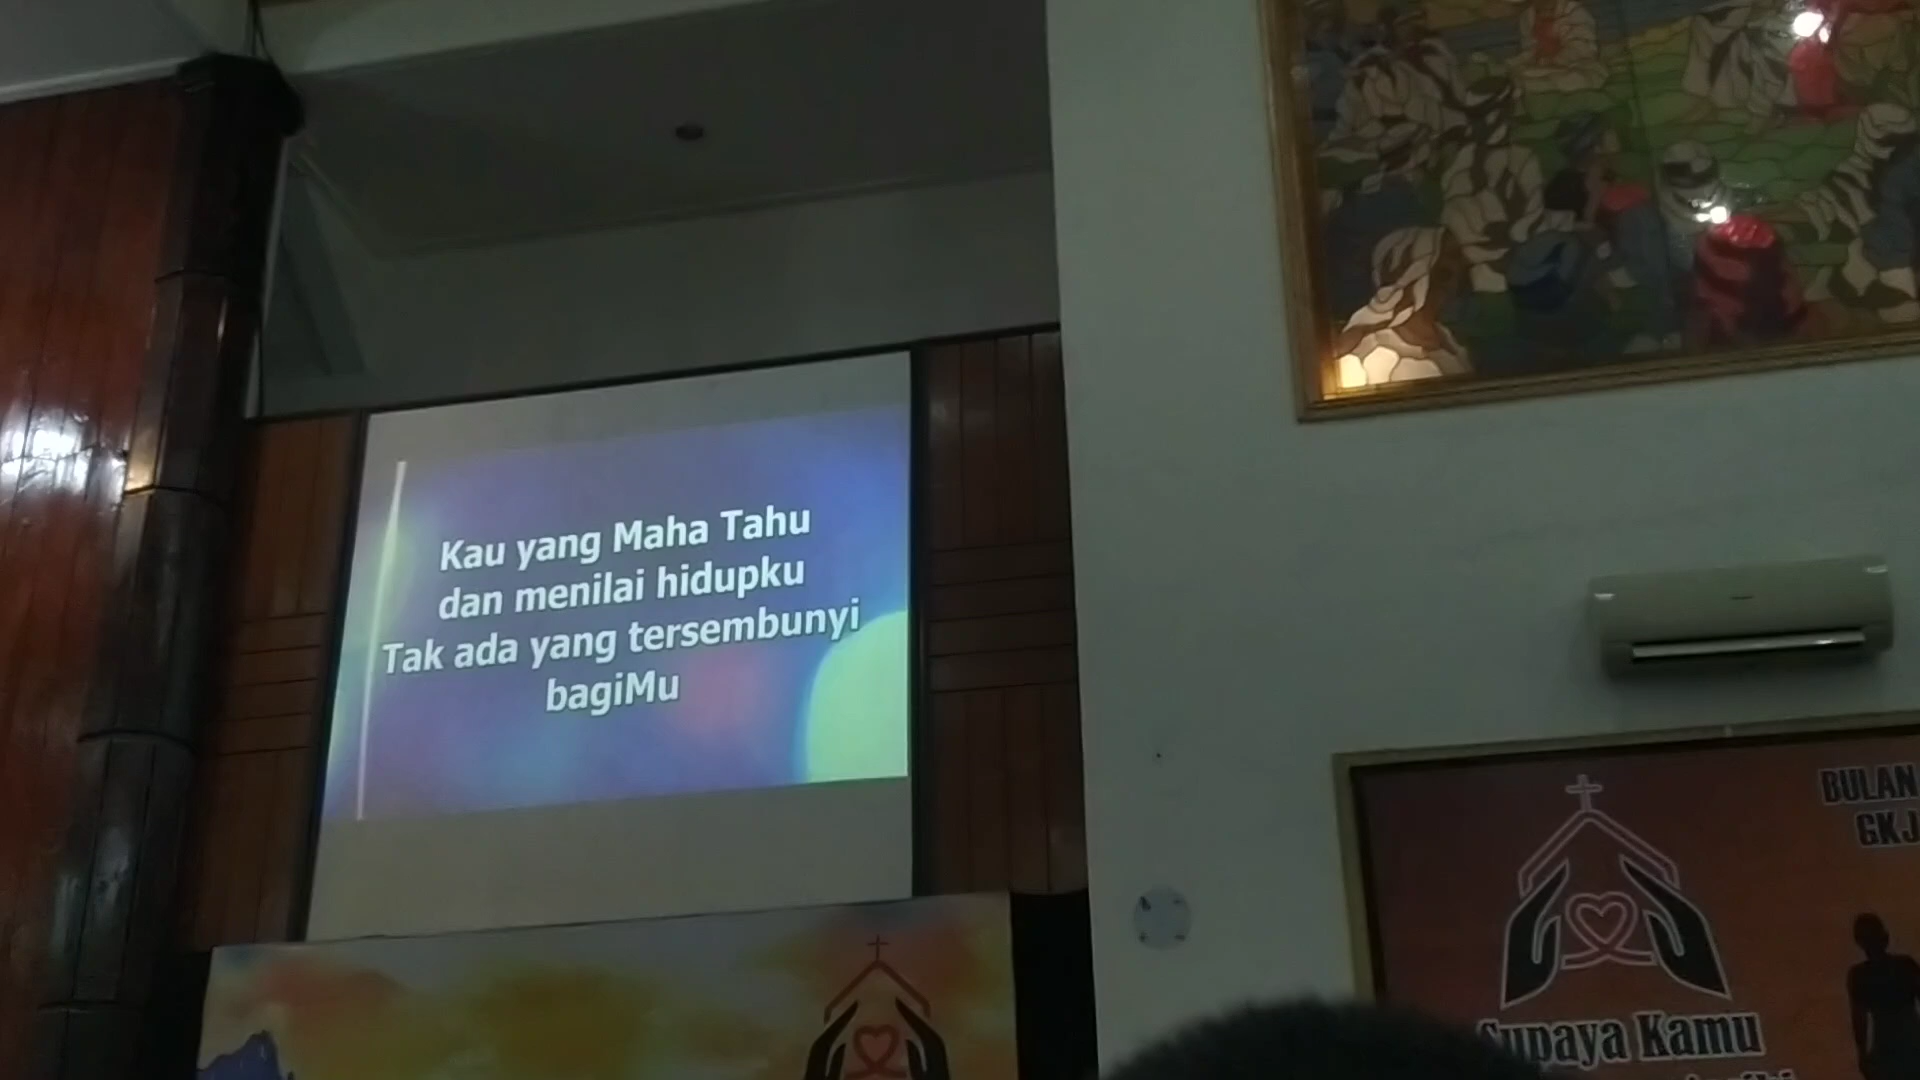 Kau yang Maha Tahu
dan menilai hidupku
Tak ada yang tersembunyi
bagiMu
BULAN
GKJ
Supaya Kamu